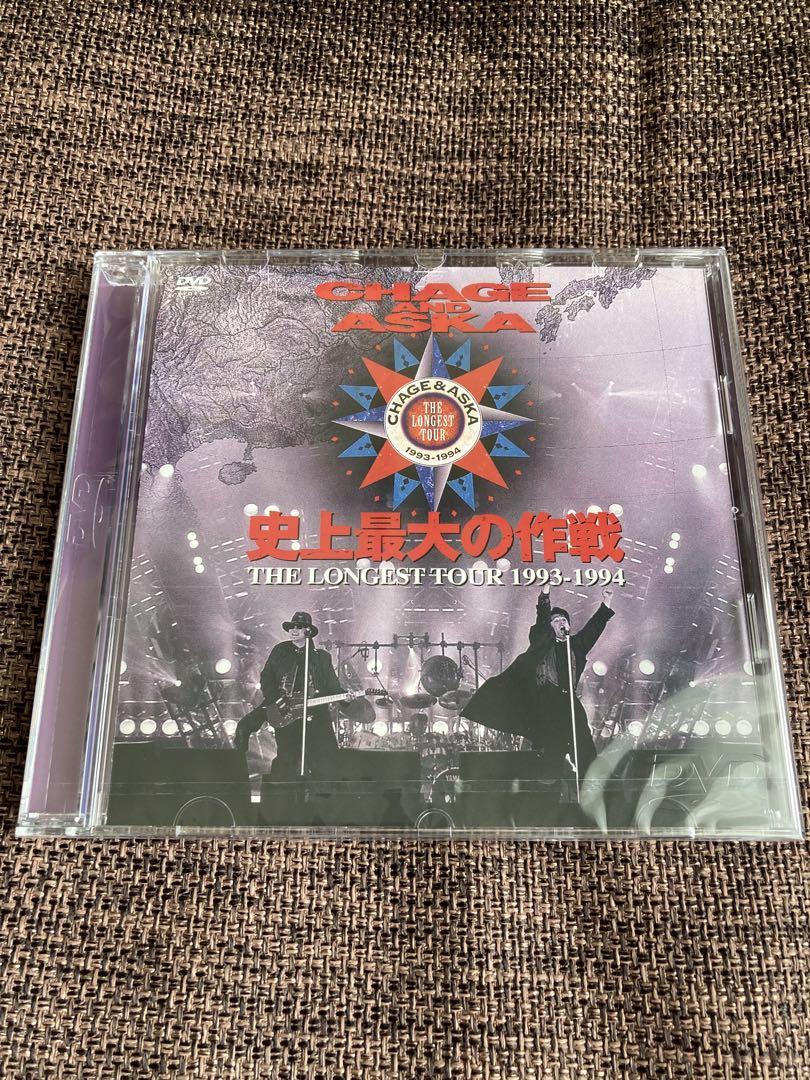 DVD
CHAGE
AND
ASKA
CHAGE & ASKA
THE
LONGEST
TOUR
1993-1994
史上最大の作戦
THE LONGEST TOUR 1993-1994
DVD
DVD